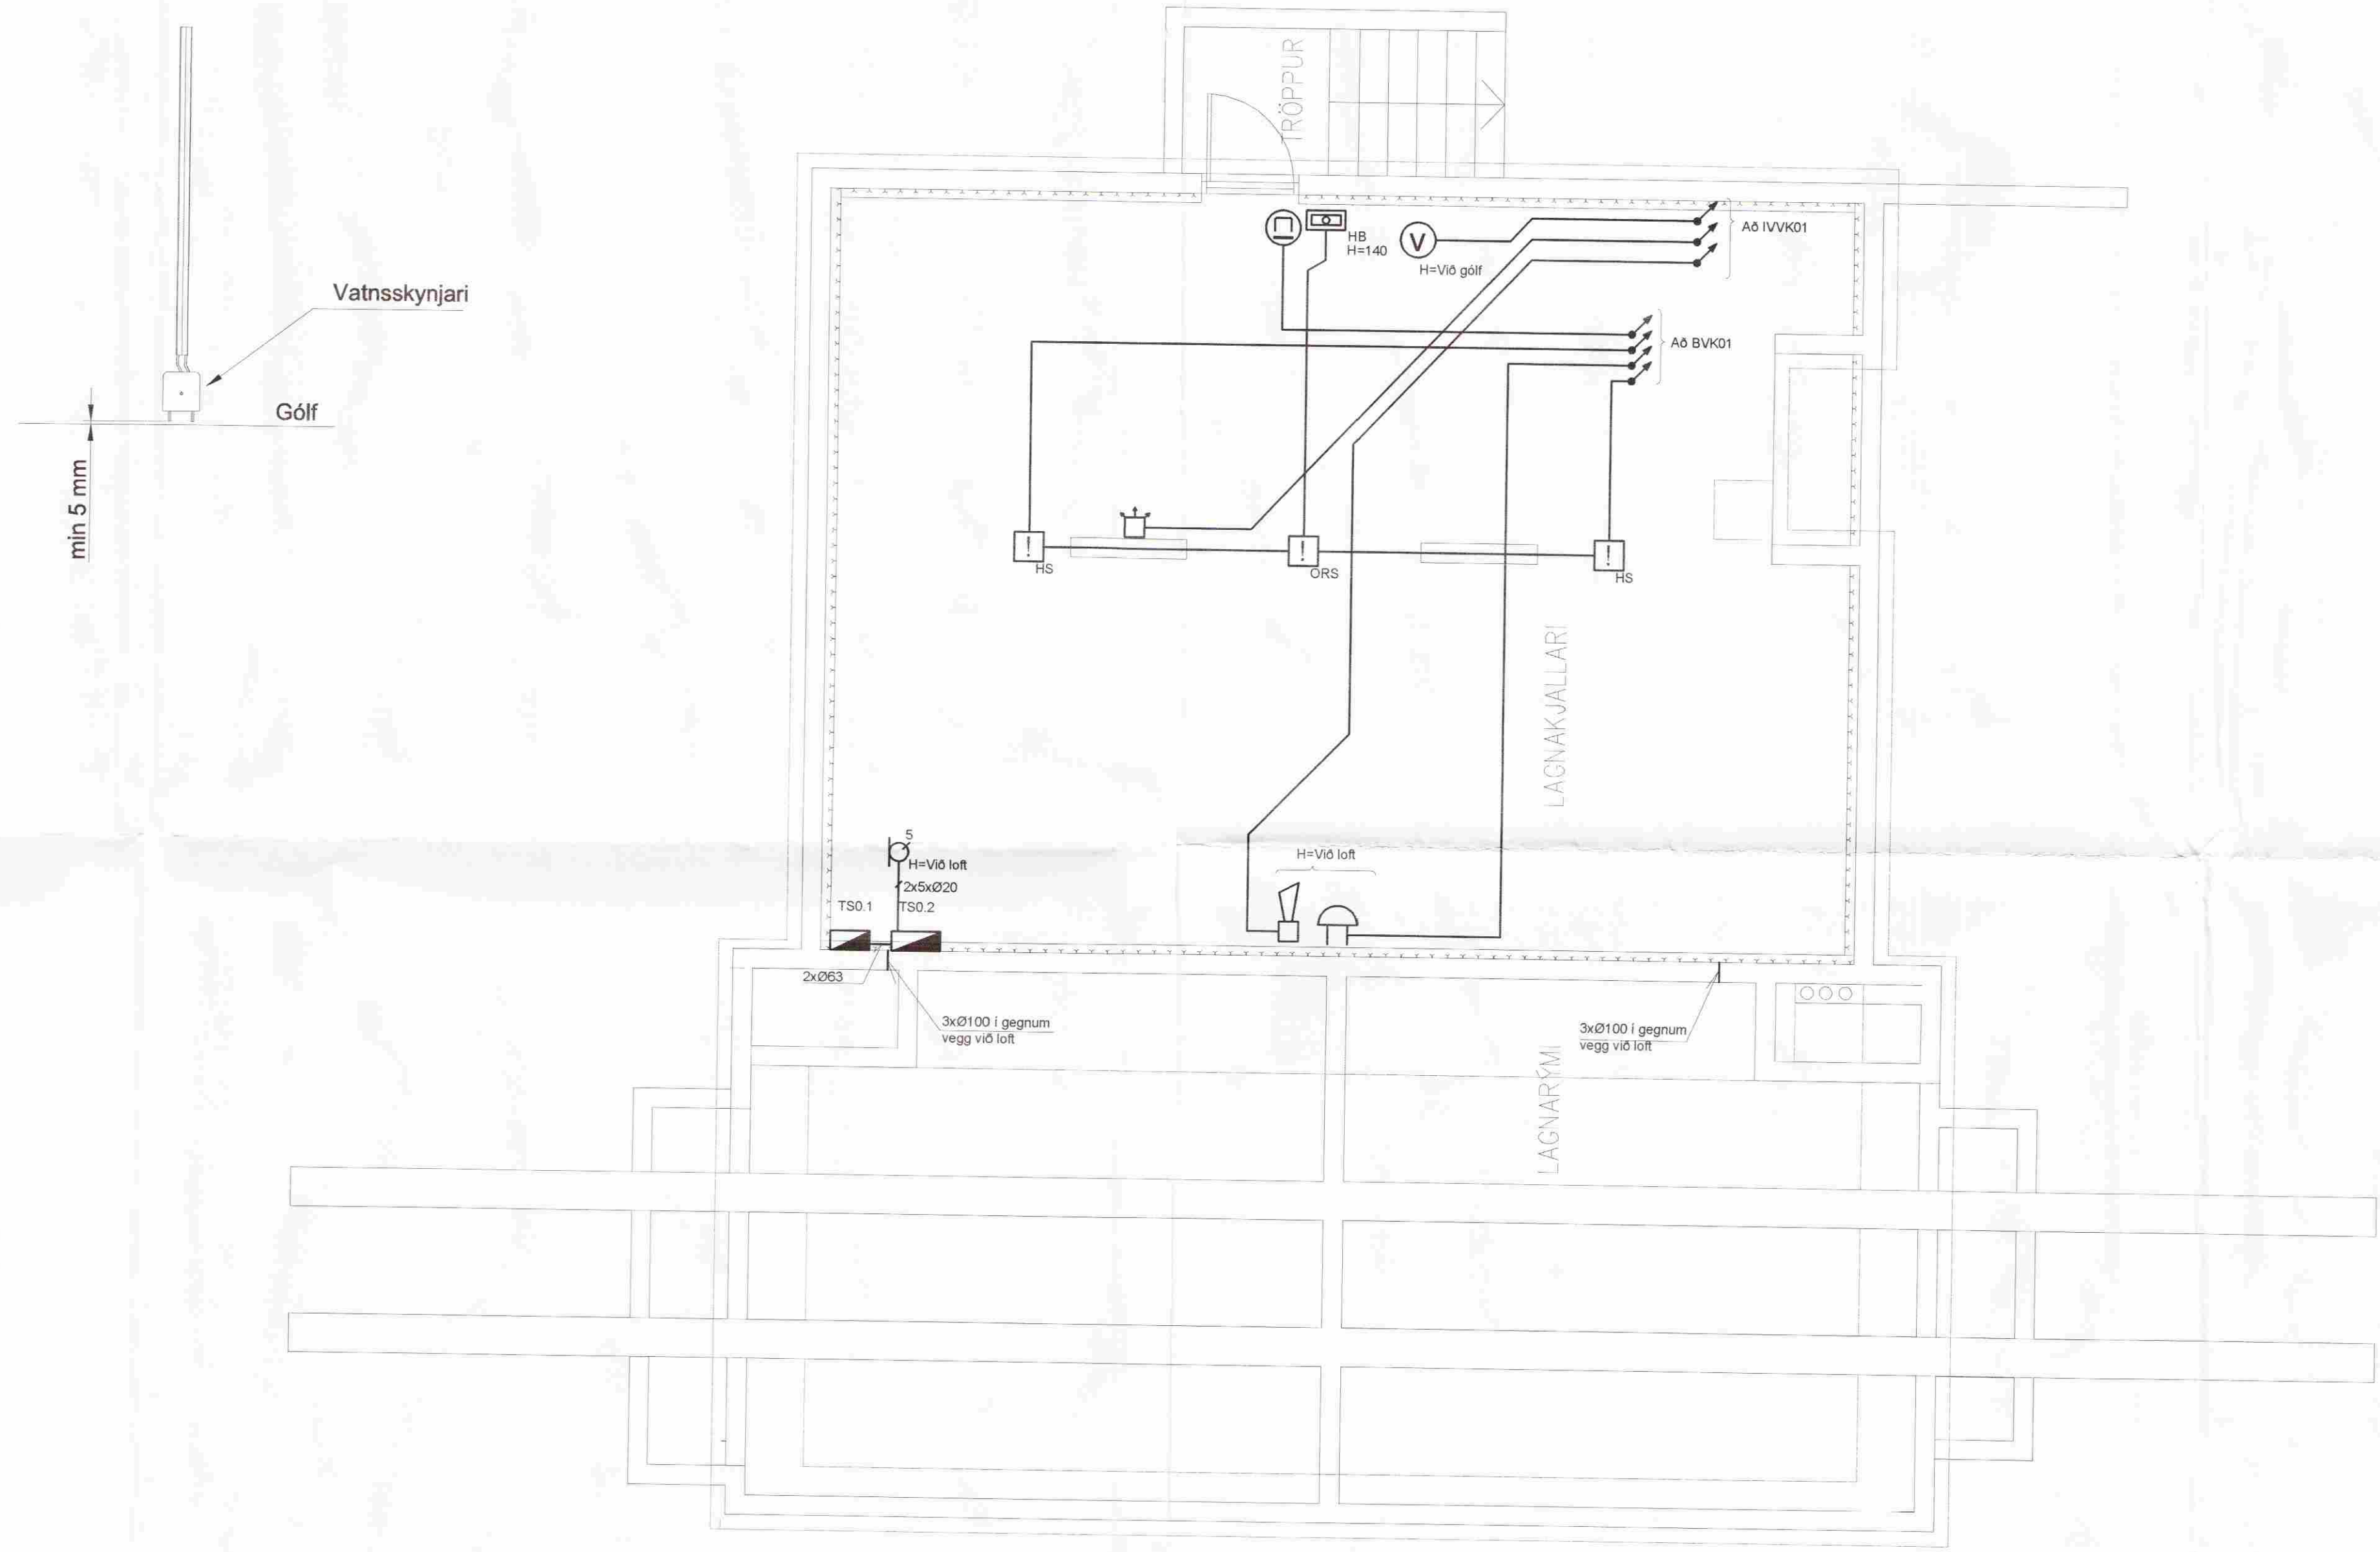 TRÖPPUR
Vatnsskynjari
Gólf
min 5 mm
HB
H=140
V
H=Við gólf
Að IVVK01
Að BVK01
!
HS
!
ORS
!
HS
LAGNAKJALLARI
5
H=Við loft
2x5xØ20
TS0.1
TS0.2
H=Við loft
2xØ63
3xØ100 í gegnum
vegg við loft
3xØ100 í gegnum
vegg við loft
LAGNARÝMI